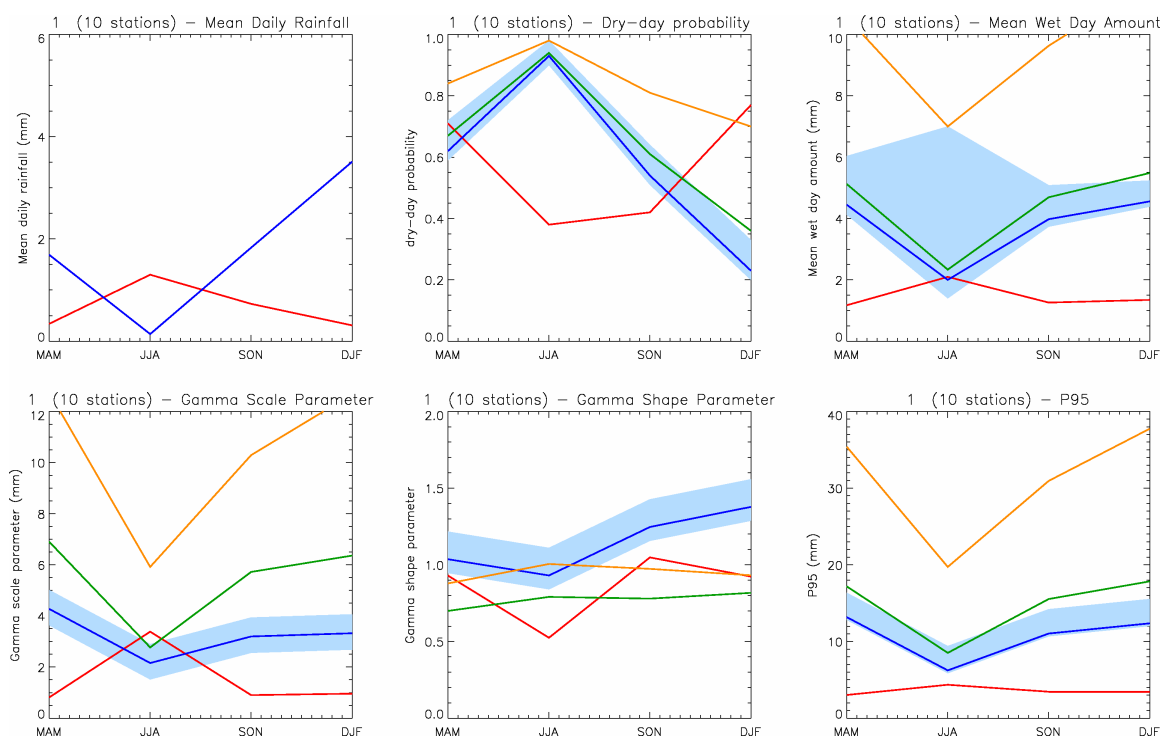 1 (10 stations) – Mean Daily Rainfall
Mean daily rainfall (mm)
6
4
2
0
MAM JJA SON DJF
1 (10 stations) – Dry–day probability
dry–day probability
1.0
0.8
0.6
0.4
0.2
0.0
MAM JJA SON DJF
1 (10 stations) – Mean Wet Day Amount
Mean wet day amount (mm)
10
8
6
4
2
0
MAM JJA SON DJF
1 (10 stations) – Gamma Scale Parameter
Gamma scale parameter (mm)
12
10
8
6
4
2
0
MAM JJA SON DJF
1 (10 stations) – Gamma Shape Parameter
Gamma shape parameter
2.0
1.5
1.0
0.5
0.0
MAM JJA SON DJF
1 (10 stations) – P95
P95 (mm)
40
30
20
10
0
MAM JJA SON DJF